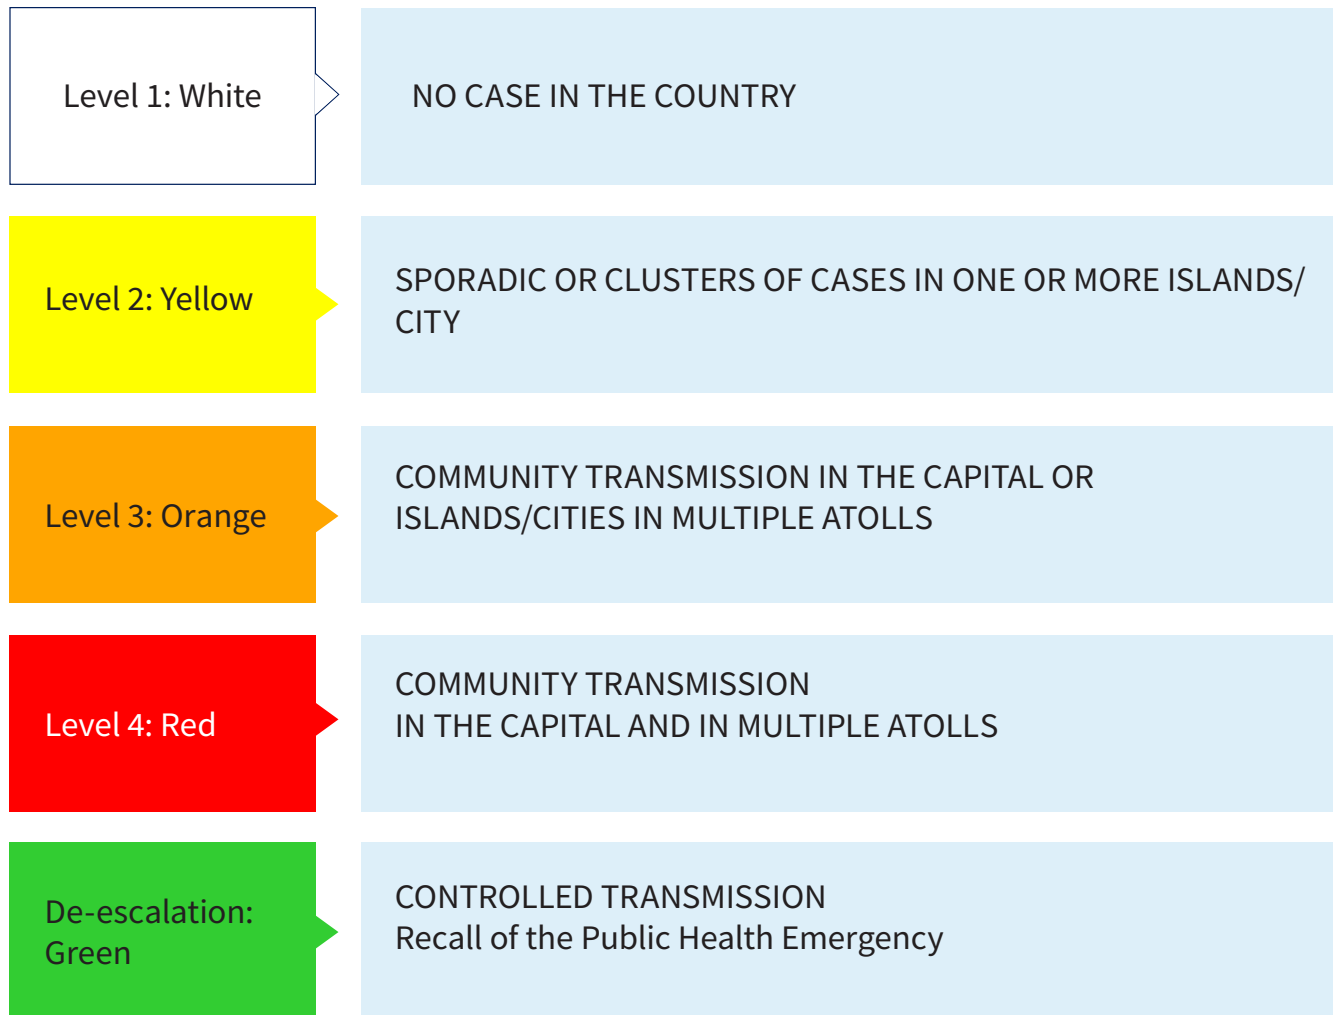 Level 1: White
NO CASE IN THE COUNTRY
Level 2: Yellow
SPORADIC OR CLUSTERS OF CASES IN ONE OR MORE ISLANDS/
CITY
Level 3: Orange
COMMUNITY TRANSMISSION IN THE CAPITAL OR
ISLANDS/CITIES IN MULTIPLE ATOLLS
Level 4: Red
COMMUNITY TRANSMISSION
IN THE CAPITAL AND IN MULTIPLE ATOLLS
De-escalation:
Green
CONTROLLED TRANSMISSION
Recall of the Public Health Emergency